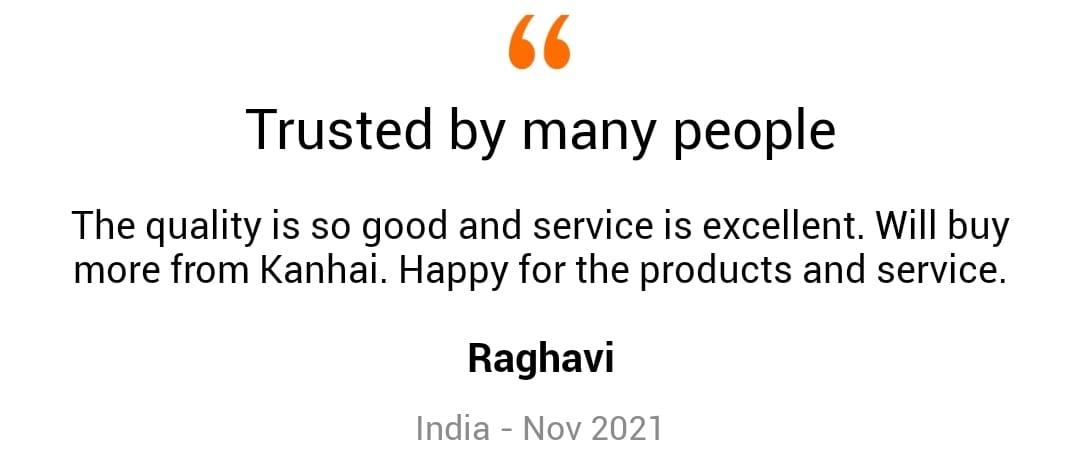 “
Trusted by many people
The quality is so good and service is excellent. Will buy
more from Kanhai. Happy for the products and service.
Raghavi
India - Nov 2021